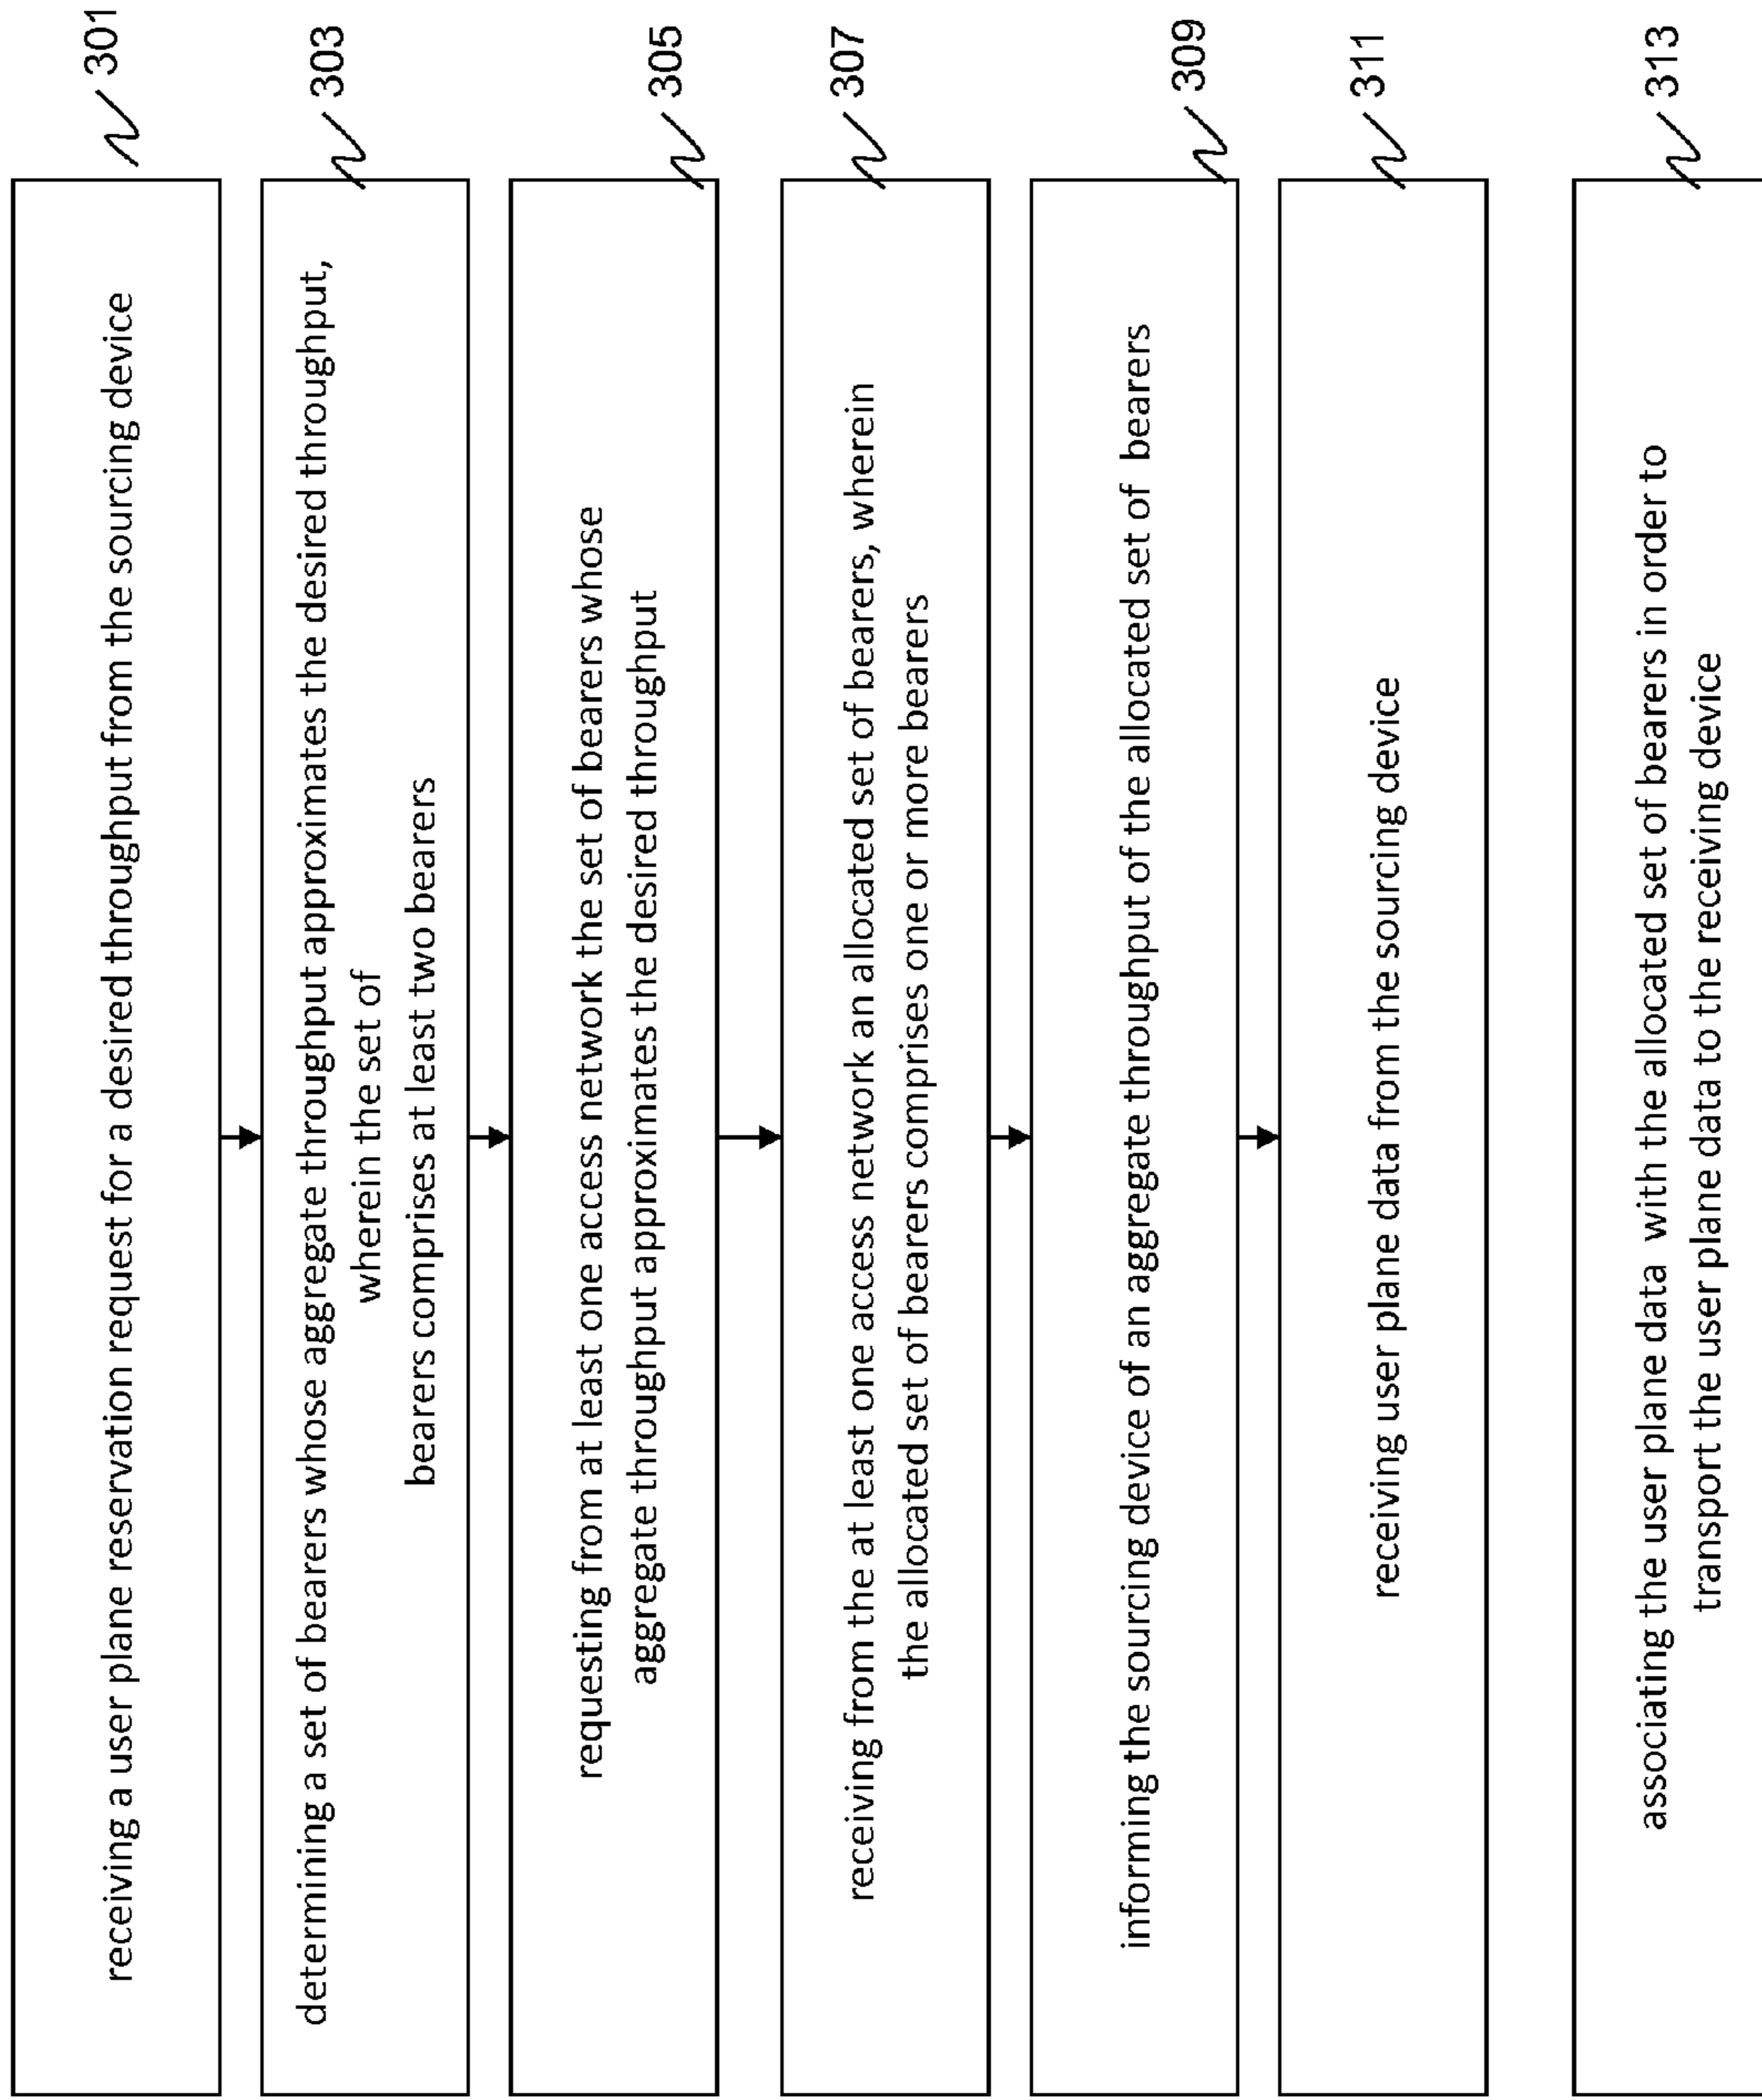 receiving a user plane reservation request for a desired throughput from the sourcing device
301
determining a set of bearers whose aggregate throughput approximates the desired throughput,
wherein the set of
bearers comprises at least two bearers
303
requesting from at least one access network the set of bearers whose
aggregate throughput approximates the desired throughput
305
receiving from the at least one access network an allocated set of bearers, wherein
the allocated set of bearers comprises one or more bearers
307
informing the sourcing device of an aggregate throughput of the allocated set of bearers
309
receiving user plane data from the sourcing device
311
associating the user plane data with the allocated set of bearers in order to
transport the user plane data to the receiving device
313